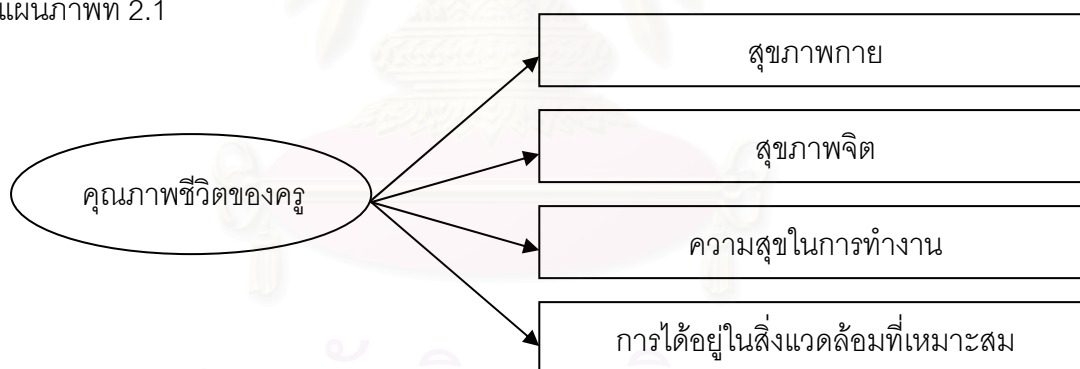 แผนภาพที่ 2.1
สุขภาพกาย
สุขภาพจิต
คุณภาพชีวิตของครู
ความสุขในการทำงาน
การได้อยู่ในสิ่งแวดล้อมที่เหมาะสม